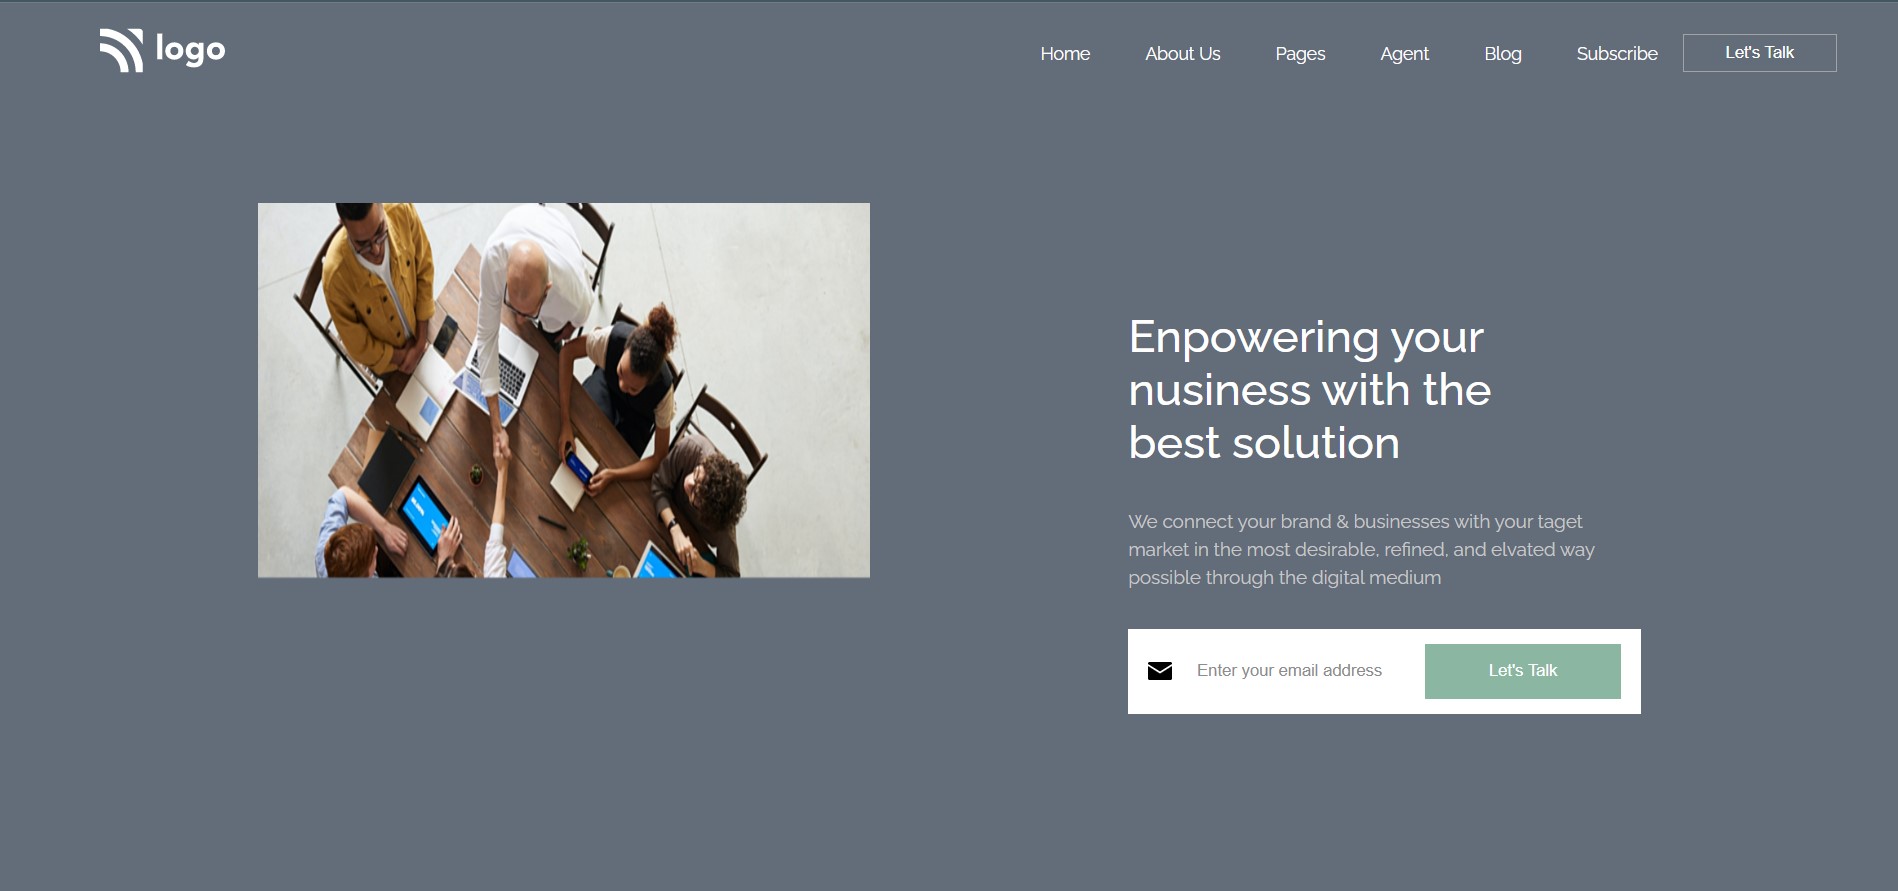 logo
Home About Us Pages Agent Blog Subscribe Let's Talk
Enpowering your
nusiness with the
best solution
We connect your brand & businesses with your taget
market in the most desirable, refined, and elvated way
possible through the digital medium
Enter your email address Let's Talk